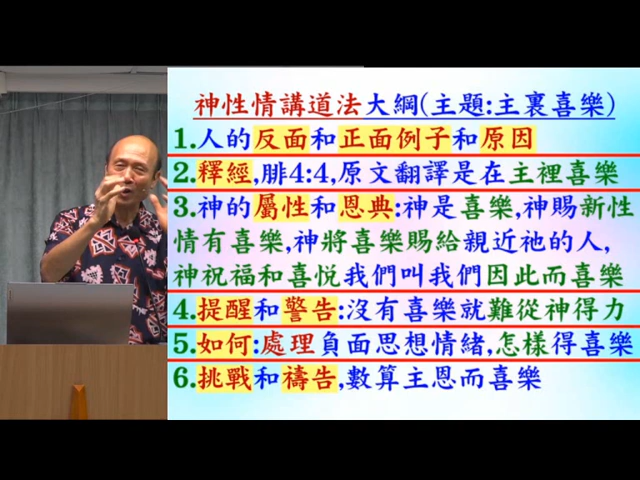 神性情講道法大綱(主題:主裏喜樂)
1.人的反面和正面例子和原因
2.釋經,腓4:4,原文翻譯是在主裡喜樂
3.神的屬性和恩典:神是喜樂,神賜新性
情有喜樂,神將喜樂賜給親近祂的人,
神祝福和喜悅我們叫我們因此而喜樂
4.提醒和警告:沒有喜樂就難從神得力
5.如何:處理負面思想情緒,怎樣得喜樂
6.挑戰和禱告,數算主恩而喜樂